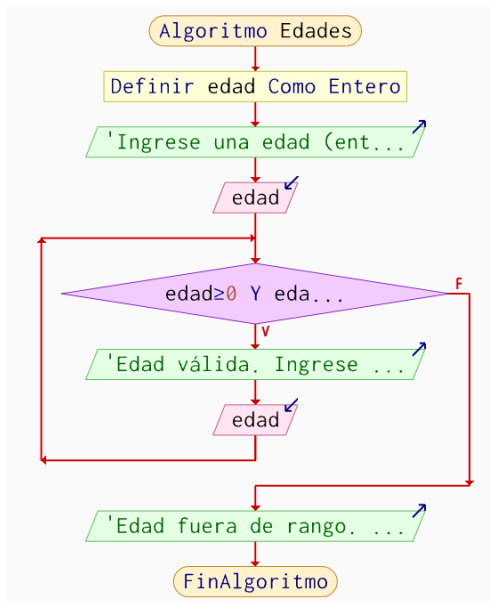 Algoritmo Edades
Definir edad Como Entero
'Ingrese una edad (ent...
edad
edad≥0 Y eda...
F
V
'Edad válida. Ingrese ...
edad
'Edad fuera de rango. ...
FinAlgoritmo